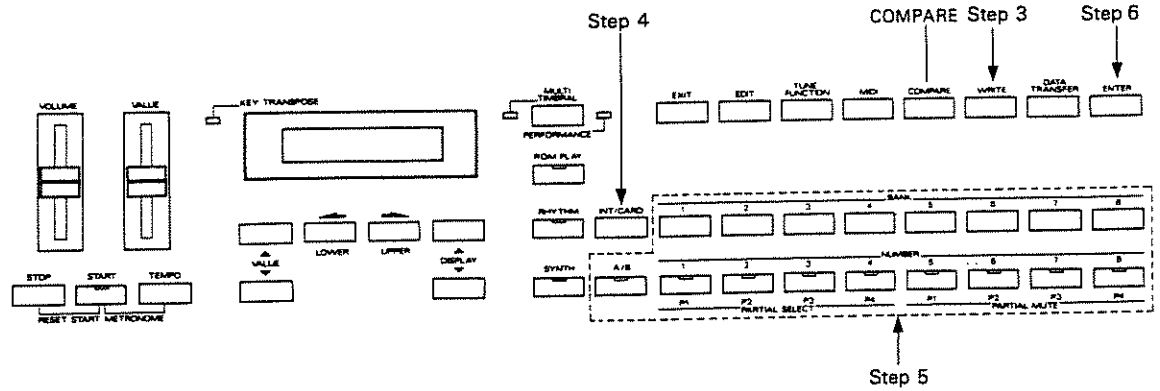 Step 4
COMPARE Step 3
Step 6
VOLUME
VALUE
KEY TRANSPOSE
MULTI
TIMBRAL
PERFORMANCE
EXIT
EDIT
TUNE
FUNCTION
MIDI
COMPARE
WRITE
DATA
TRANSFER
ENTER
ROM PLAY
RHYTHM
INT/CARD
BANK
1 2 3 4 5 6 7 8
LOWER
UPPER
VALUE
DISPLAY
STOP
START
TEMPO
RESET START
METRONOME
SYNTH
A/B
NUMBER
1 2 3 4 5 6 7 8
P1 P2 P3 P4 P1 P2 P3 P4
PARTIAL SELECT
PARTIAL MUTE
Step 5